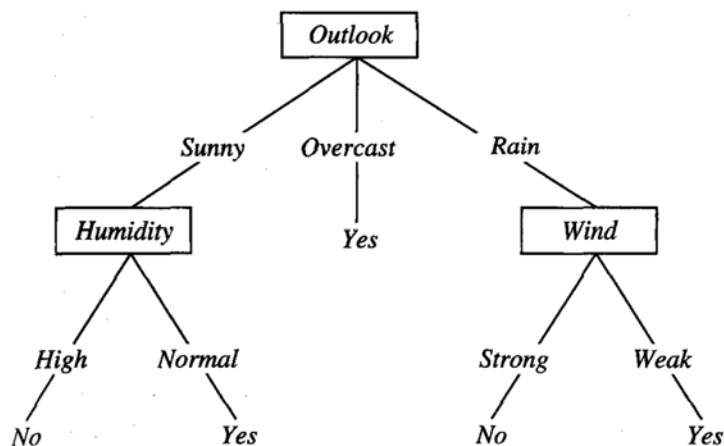 Outlook
Sunny Overcast Rain
Humidity Yes Wind
High Normal Strong Weak
No Yes No Yes